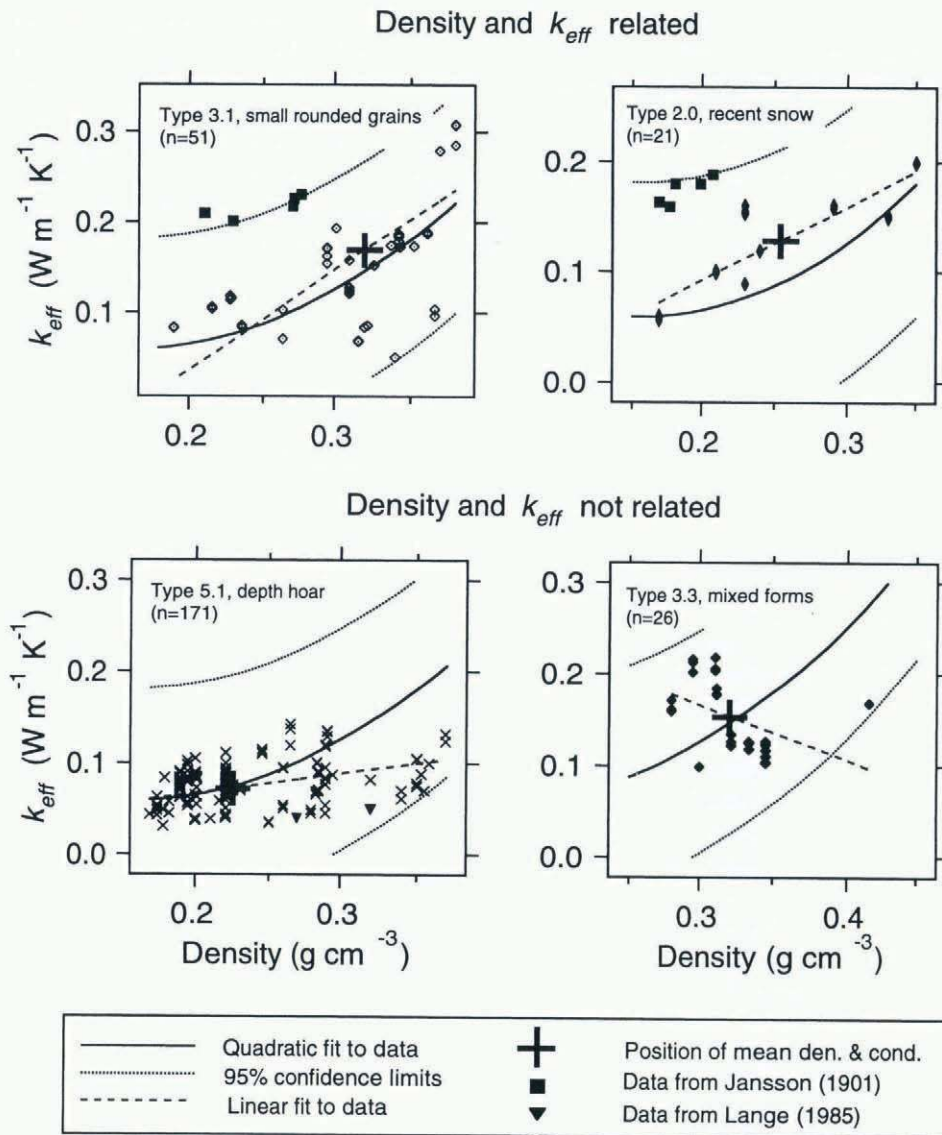 Density and keff related
Type 3.1, small rounded grains
(n=51)
Type 2.0, recent snow
(n=21)
keff (W m-1 K-1)
0.3
0.2
0.1
0.2
0.3
0.2
0.1
0.0
0.2
0.3
Density and keff not related
Type 5.1, depth hoar
(n=171)
Type 3.3, mixed forms
(n=26)
keff (W m-1 K-1)
0.3
0.2
0.1
0.0
0.2
0.3
0.3
0.2
0.1
0.0
0.3
0.4
Density (g cm -3)
Density (g cm -3)
Quadratic fit to data
95% confidence limits
Linear fit to data
Position of mean den. & cond.
Data from Jansson (1901)
Data from Lange (1985)